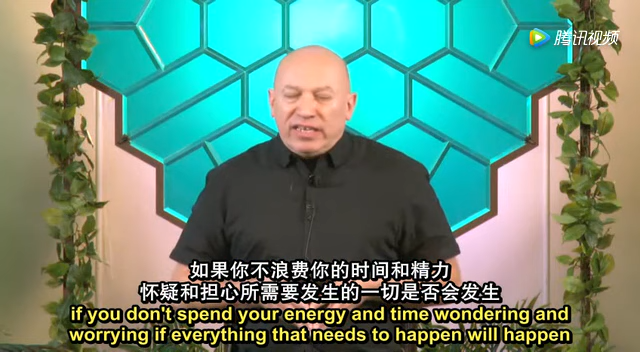 腾讯视频
如果你不浪费你的时间和精力
怀疑和担心所需要发生的一切是否会发生
if you don't spend your energy and time wondering and
worrying if everything that needs to happen will happen